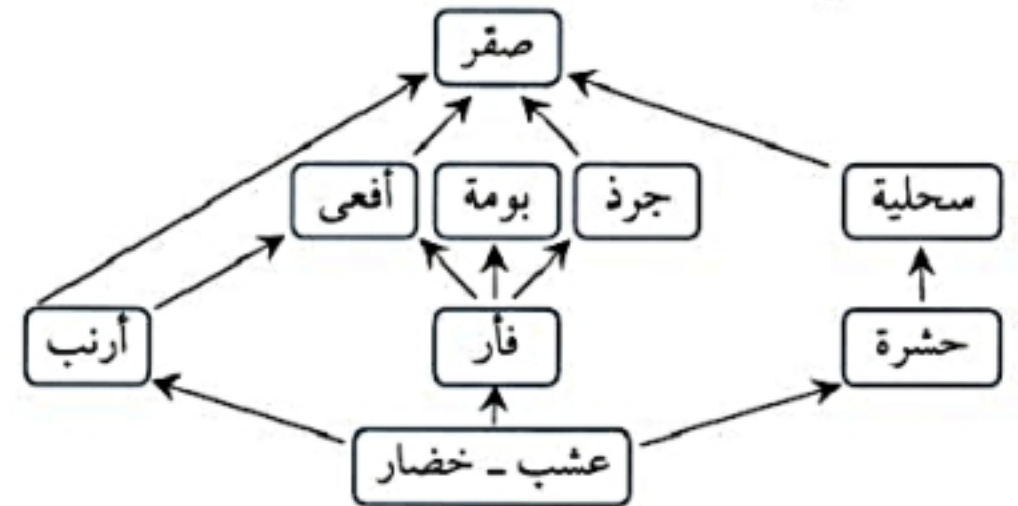 صقر
أفعى
بومة
جرذ
سحلية
أرنب
فأر
حشرة
عشب - خضار